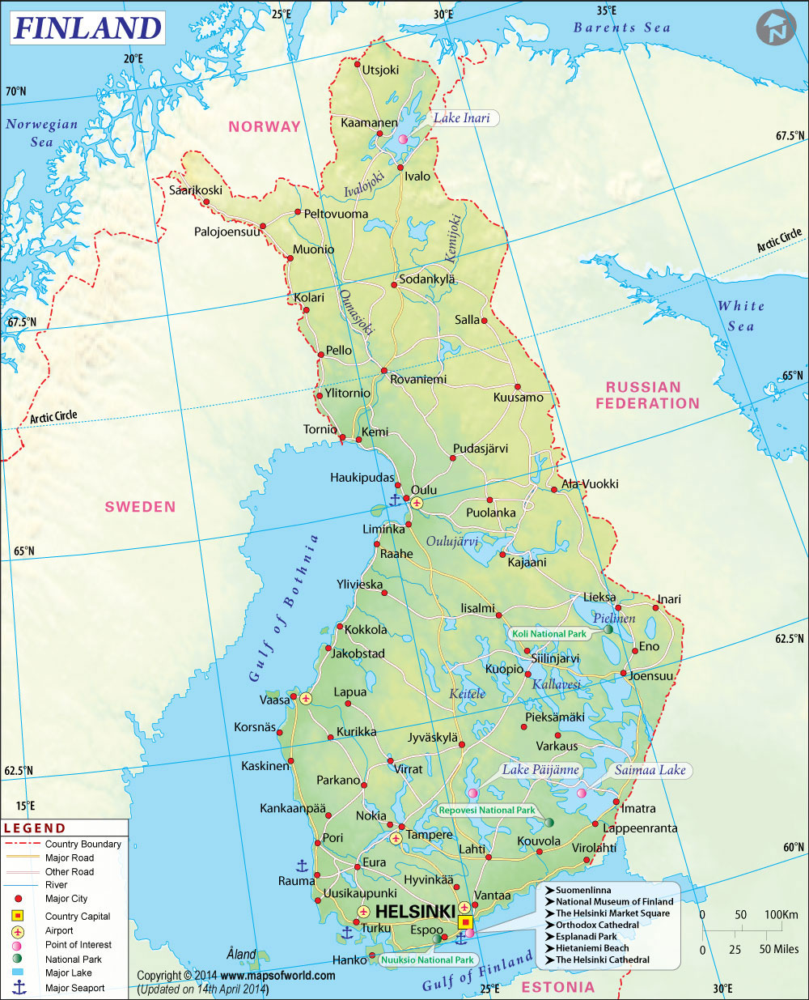 FINLAND
20°E
25°E
30°E
35°E
N
Barents Sea
70°N
Norwegian
Sea
NORWAY
Utsjoki
Kaamanen
Lake Inari
67.5°N
Ivalo
Ivalojoki
Saarikoski
Peltovuoma
Palojoensuu
Kemijoki
Muonio
Arctic Circle
Sodankylä
Kolari
Ounasjoki
White
Sea
67.5°N
Salla
Pello
Rovaniemi
65°N
RUSSIAN
FEDERATION
Ylitornio
Kuusamo
Arctic Circle
Tornio
Kemi
Pudasjärvi
Haukipudas
Oulu
Ala-Vuokki
SWEDEN
Puolanka
Liminka
Oulujärvi
65°N
Raahe
Kajaani
Gulf of Bothnia
Ylivieska
Iisalmi
Lieksa
Inari
Pielinen
Kokkola
Koli National Park
62.5°N
Jakobstad
Eno
Siilinjarvi
Kuopio
Joensuu
Kallavesi
Vaasa
Lapua
Keitele
Korsnäs
Kurikka
Jyväskylä
Pieksämäki
Varkaus
Kaskinen
Virrat
Lake Päijänne
Saimaa Lake
62.5°N
Parkano
15°E
Kankaanpää
Nokia
Repovesi National Park
Imatra
Tampere
Lappeenranta
Pori
Kouvola
Virolahti
60°N
Lahti
Eura
Rauma
Hyvinkää
Uusikaupunki
Vantaa
HELSINKI
Turku
Espoo
Hanko
Nuuksio National Park
Åland
Suomenlinna
National Museum of Finland
The Helsinki Market Square
Orthodox Cathedral
Esplanadi Park
Hietaniemi Beach
The Helsinki Cathedral
Gulf of Finland
ESTONIA
25°E
30°E
0 50 100Km
0 25 50 Miles
LEGEND
Country Boundary
Major Road
Other Road
River
Major City
Country Capital
Airport
Point of Interest
National Park
Major Lake
Major Seaport
Copyright © 2014 www.mapsofworld.com
(Updated on 14th April 2014)